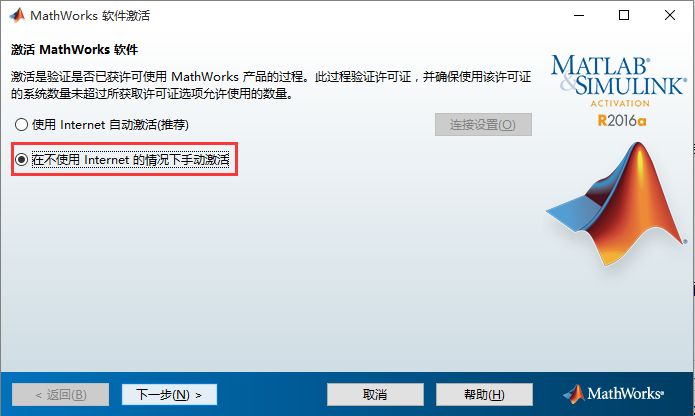 MathWorks 软件激活
激活 MathWorks 软件
激活是验证是否已获许可使用 MathWorks 产品的过程。此过程验证许可证，并确保使用该许可证
的系统数量未超过所获取许可证选项允许使用的数量。
使用 Internet 自动激活(推荐)
连接设置(O)
在不使用 Internet 的情况下手动激活
MATLAB
&SIMULINK®
ACTIVATION
R2016a
< 返回(B)
下一步(N) >
取消
帮助(H)
MathWorks®